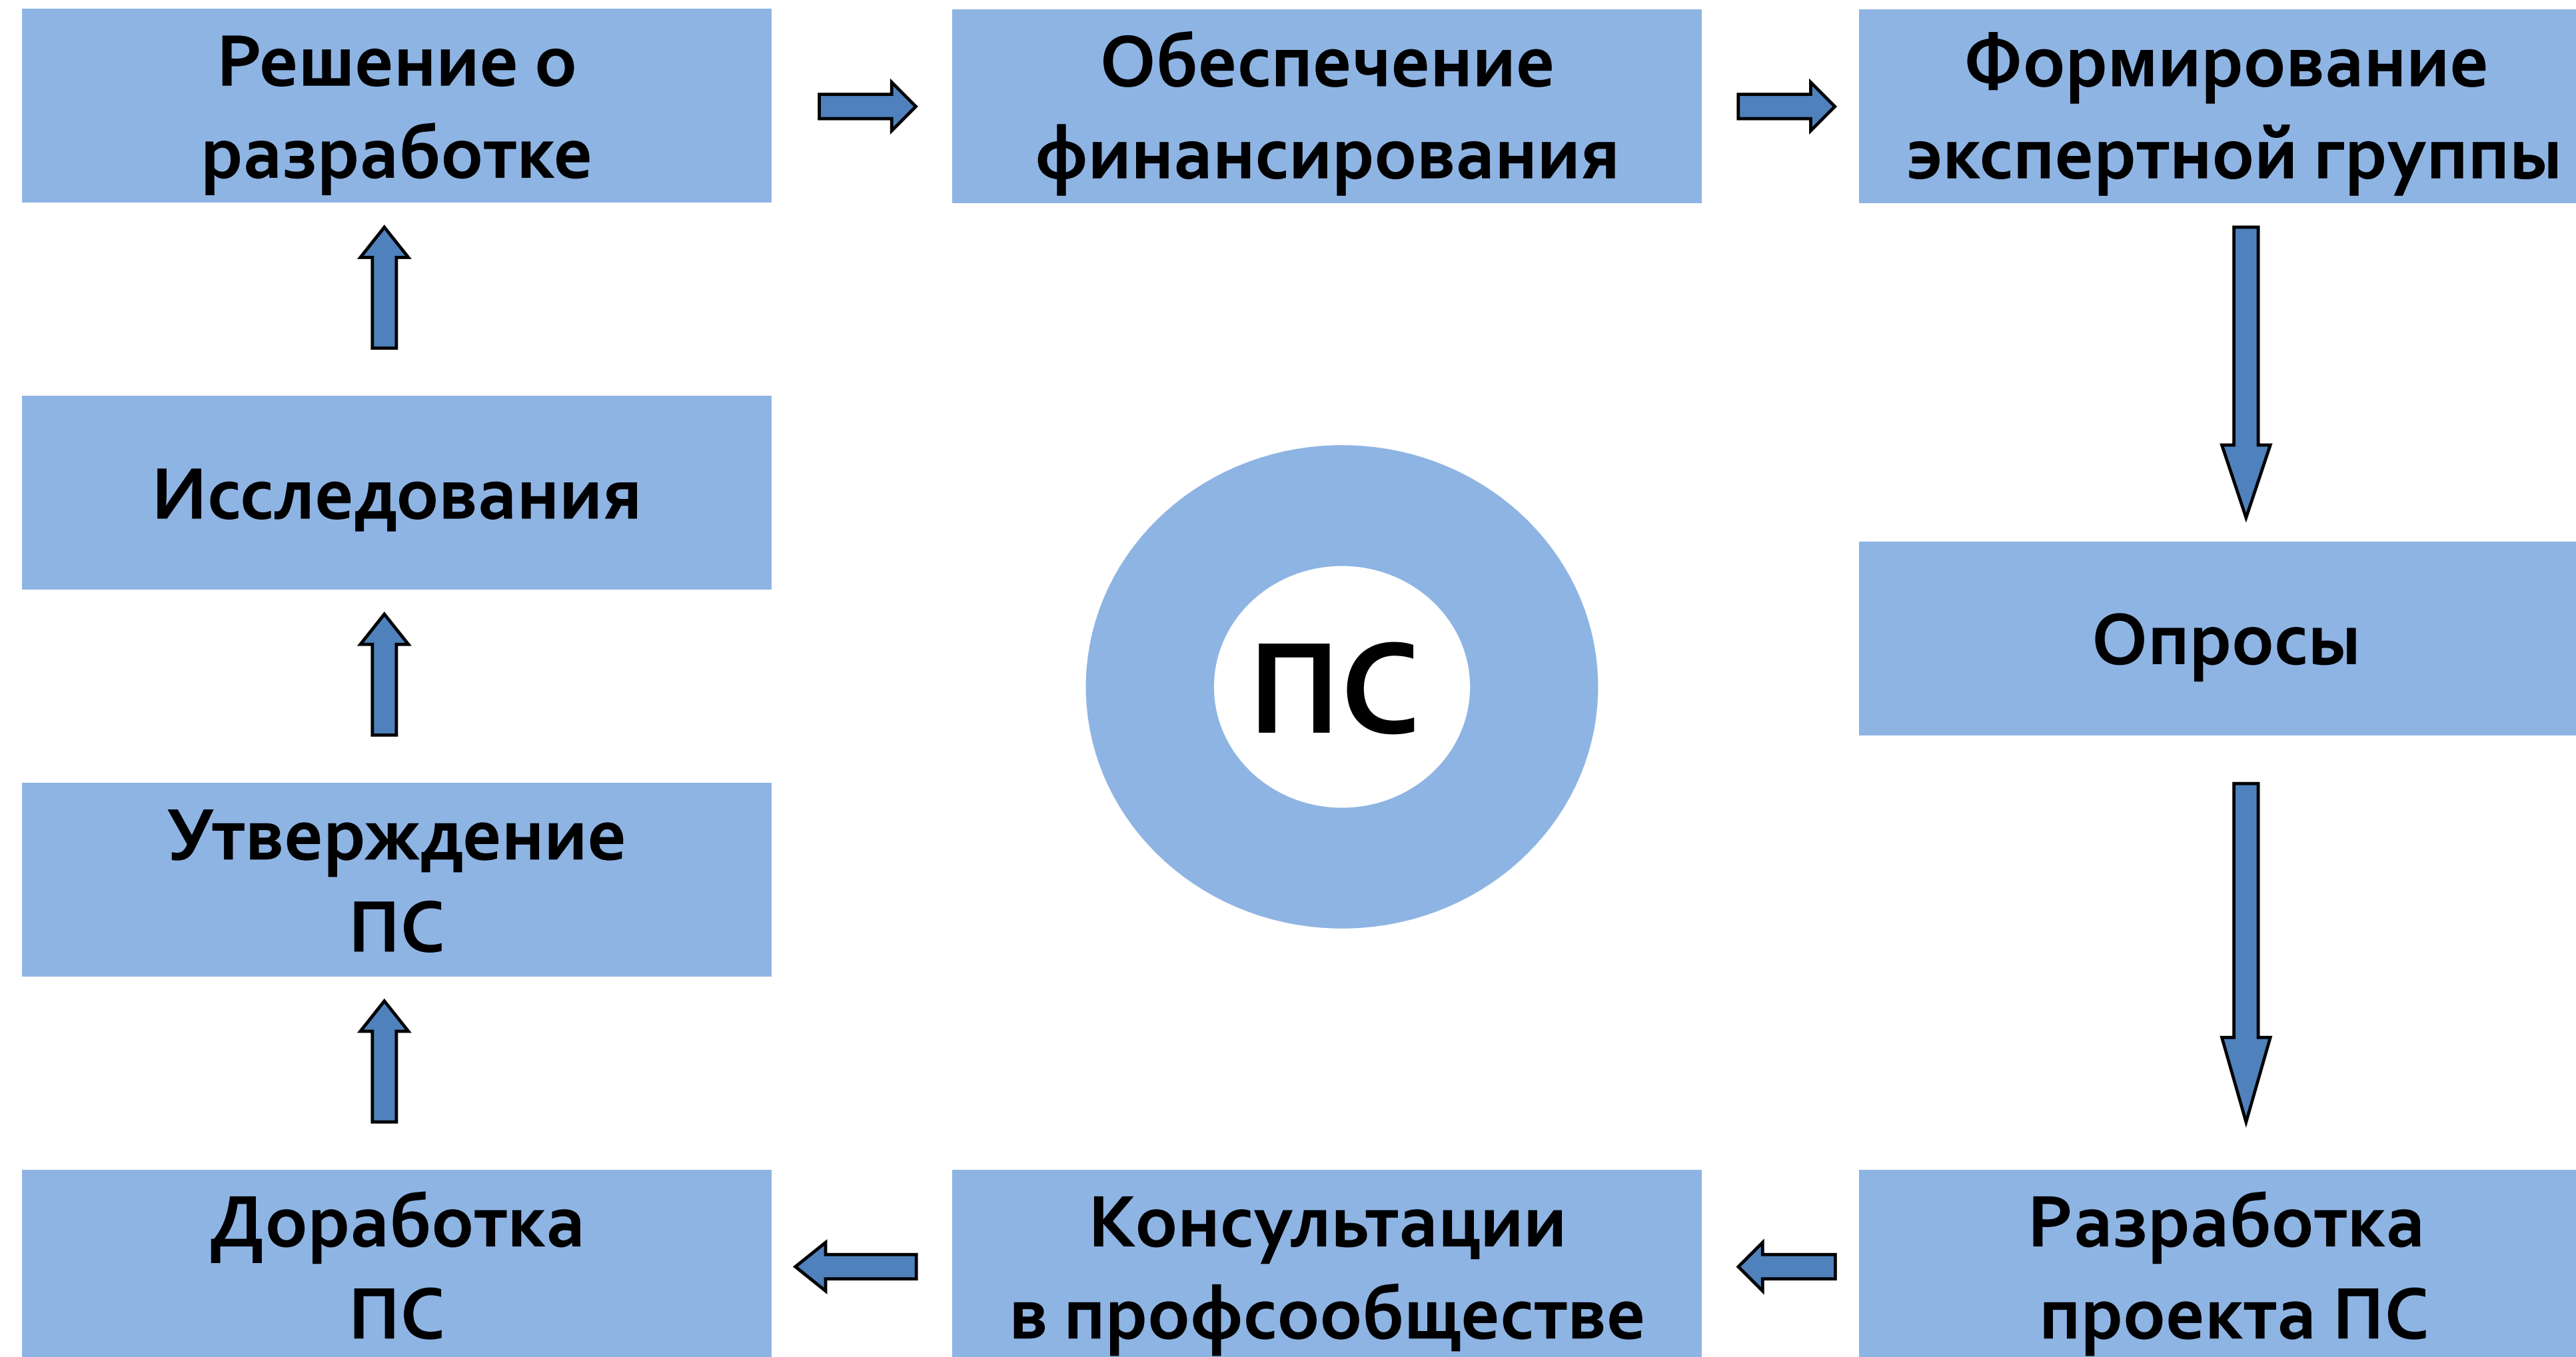 Решение о
разработке
Обеспечение
финансирования
Формирование
экспертной группы
Исследования
Опросы
ПС
Утверждение
ПС
Доработка
ПС
Консультации
в профсообществе
Разработка
проекта ПС